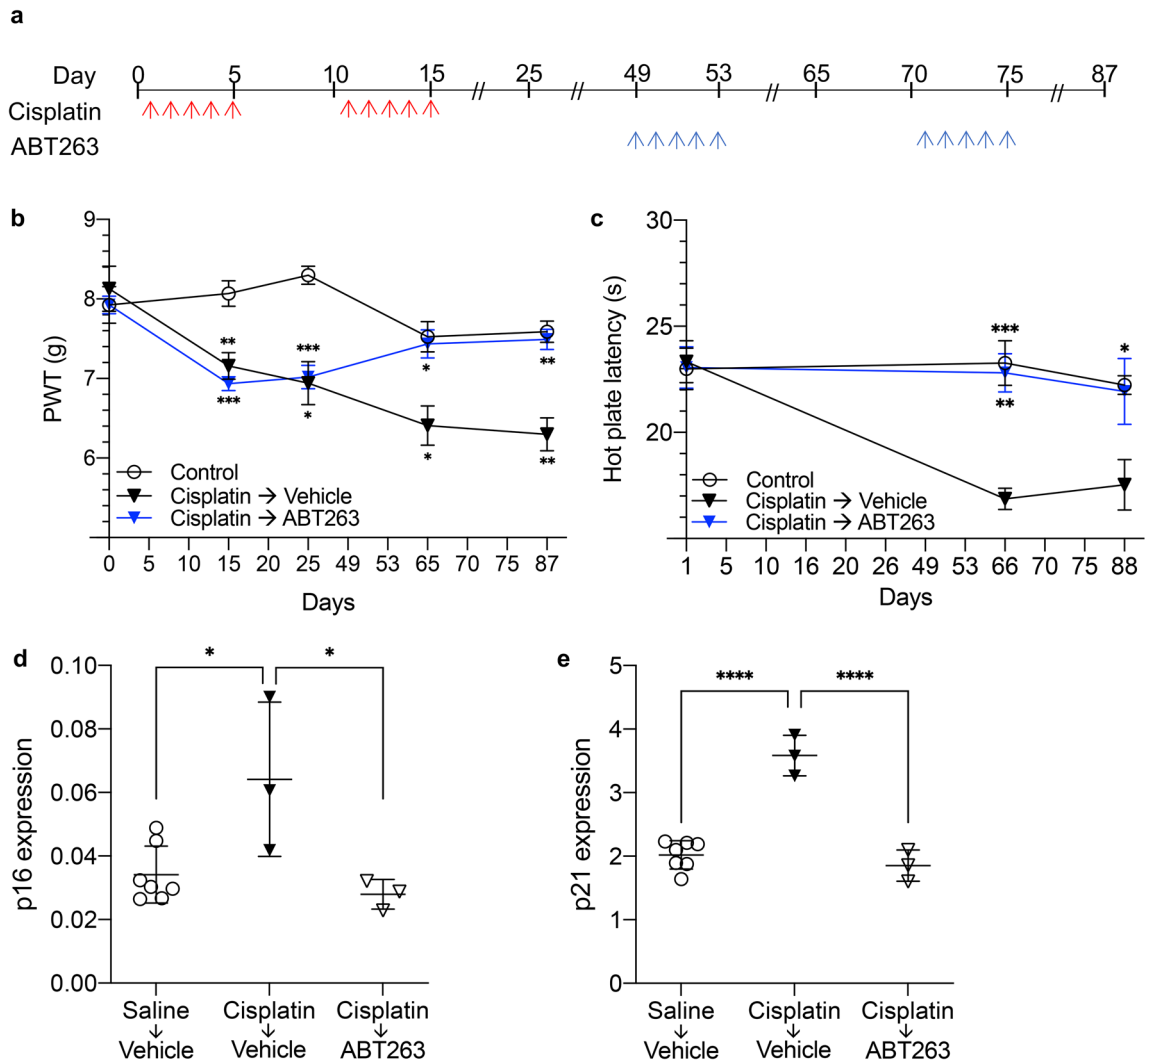 a
Day 0 5 10 15 25 49 53 65 70 75 87
Cisplatin
ABT263
b
PWT (g)
9
8
7
6
** *** * **
*** * * **
Control
Cisplatin → Vehicle
Cisplatin → ABT263
0 5 10 15 20 25 49 53 65 70 75 87
Days
c
Hot plate latency (s)
30
25
20
*** *
**
Control
Cisplatin → Vehicle
Cisplatin → ABT263
1 5 10 16 20 26 49 53 66 70 75 88
Days
d
p16 expression
0.10
0.08
0.06
0.04
0.02
0.00
* *
Saline Cisplatin Cisplatin
↓ ↓ ↓
Vehicle Vehicle ABT263
e
p21 expression
5
4
3
2
1
0
**** ****
Saline Cisplatin Cisplatin
↓ ↓ ↓
Vehicle Vehicle ABT263